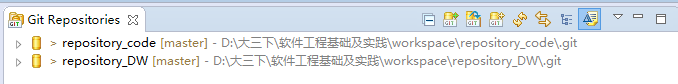 Git Repositories
> repository_code [master] - D:\大三下\软件工程基础及实践\workspace\repository_code\.git
> repository_DW [master] - D:\大三下\软件工程基础及实践\workspace\repository_DW\.git